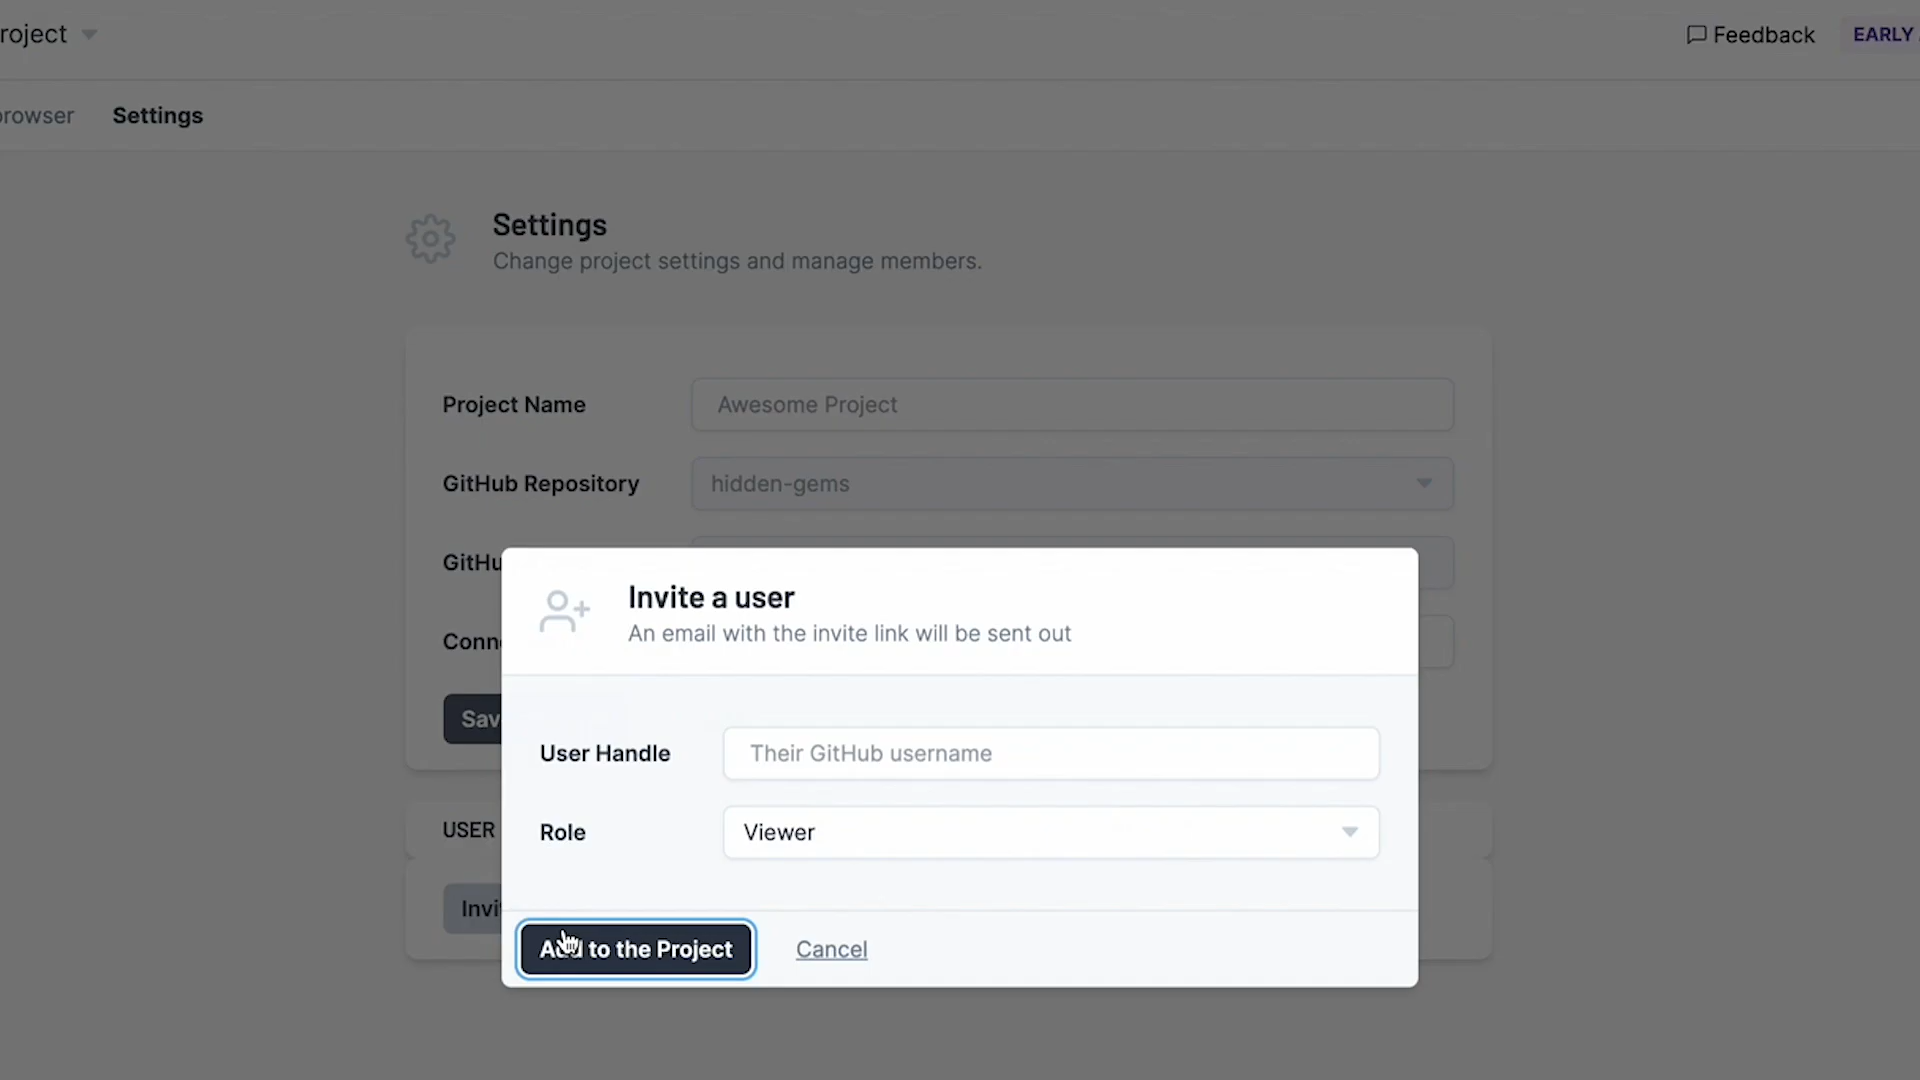 roject
Feedback
EARLY
browser
Settings
Settings
Change project settings and manage members.
Project Name
Awesome Project
GitHub Repository
hidden-gems
GitHu
Invite a user
An email with the invite link will be sent out
Conne
Sav
User Handle
Their GitHub username
USER
Role
Viewer
Invi
Add to the Project
Cancel